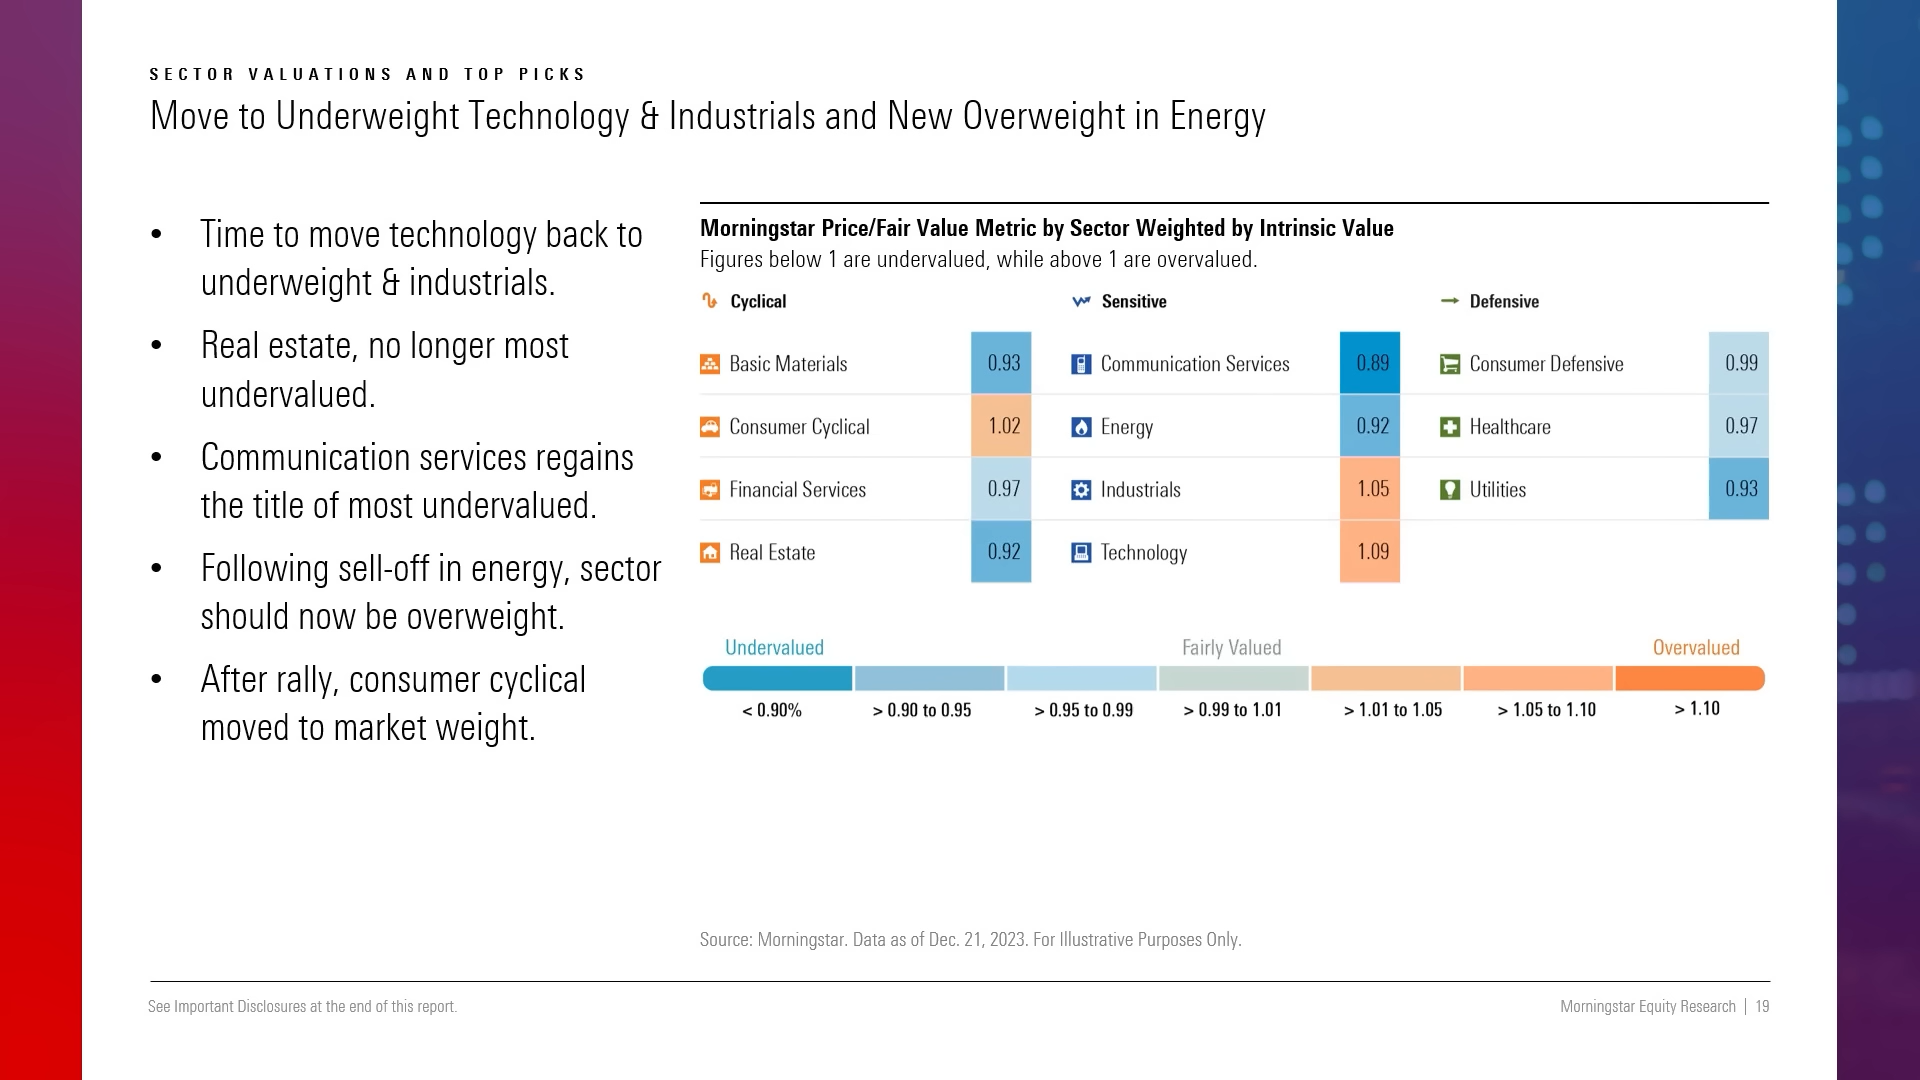 SECTOR VALUATIONS AND TOP PICKS
Move to Underweight Technology & Industrials and New Overweight in Energy
• Time to move technology back to
underweight & industrials.
• Real estate, no longer most
undervalued.
• Communication services regains
the title of most undervalued.
• Following sell-off in energy, sector
should now be overweight.
• After rally, consumer cyclical
moved to market weight.
Morningstar Price/Fair Value Metric by Sector Weighted by Intrinsic Value
Figures below 1 are undervalued, while above 1 are overvalued.
Cyclical Sensitive Defensive
Basic Materials 0.93 Communication Services 0.89 Consumer Defensive 0.99
Consumer Cyclical 1.02 Energy 0.92 Healthcare 0.97
Financial Services 0.97 Industrials 1.05 Utilities 0.93
Real Estate 0.92 Technology 1.09
Undervalued Fairly Valued Overvalued
< 0.90% > 0.90 to 0.95 > 0.95 to 0.99 > 0.99 to 1.01 > 1.01 to 1.05 > 1.05 to 1.10 > 1.10
Source: Morningstar. Data as of Dec. 21, 2023. For Illustrative Purposes Only.
See Important Disclosures at the end of this report. Morningstar Equity Research | 19